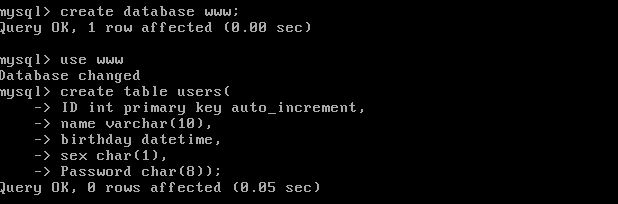 mysql> create database www;
Query OK, 1 row affected (0.00 sec)
mysql> use www
Database changed
mysql> create table users(
    -> ID int primary key auto_increment,
    -> name varchar(10),
    -> birthday datetime,
    -> sex char(1),
    -> Password char(8));
Query OK, 0 rows affected (0.05 sec)